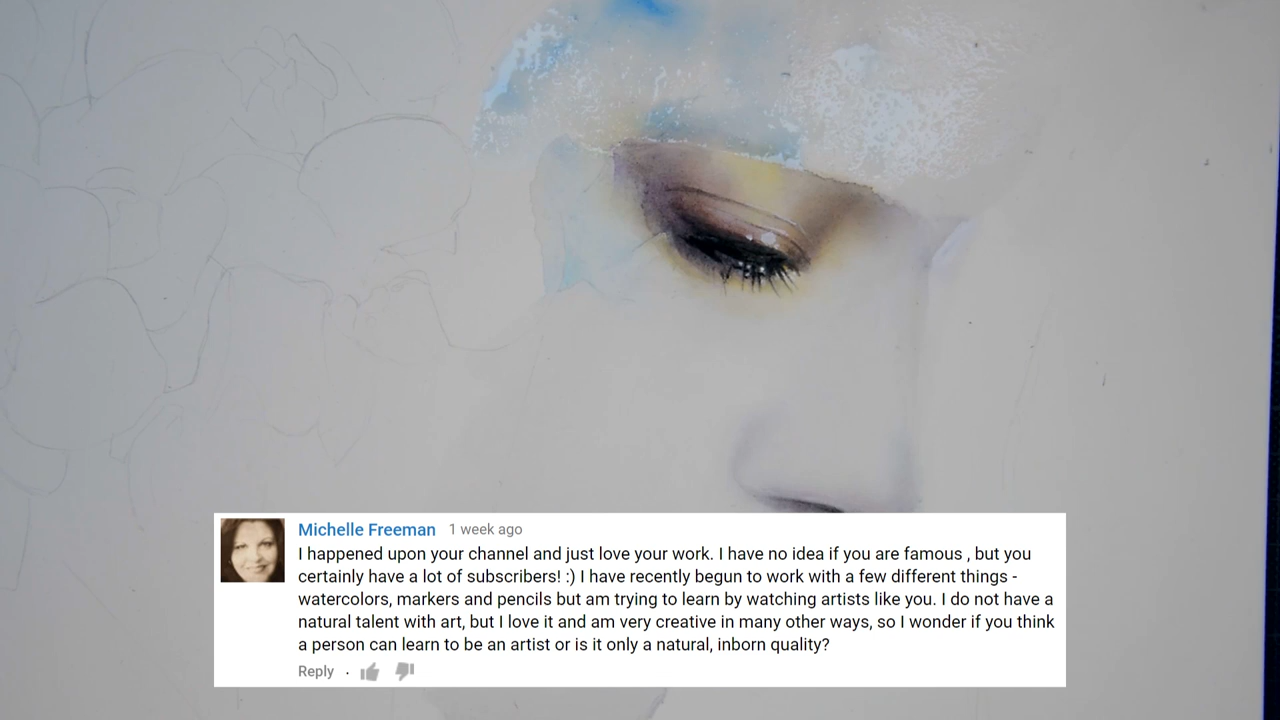 Michelle Freeman 1 week ago
I happened upon your channel and just love your work. I have no idea if you are famous , but you
certainly have a lot of subscribers! :) I have recently begun to work with a few different things -
watercolors, markers and pencils but am trying to learn by watching artists like you. I do not have a
natural talent with art, but I love it and am very creative in many other ways, so I wonder if you think
a person can learn to be an artist or is it only a natural, inborn quality?
Reply ·